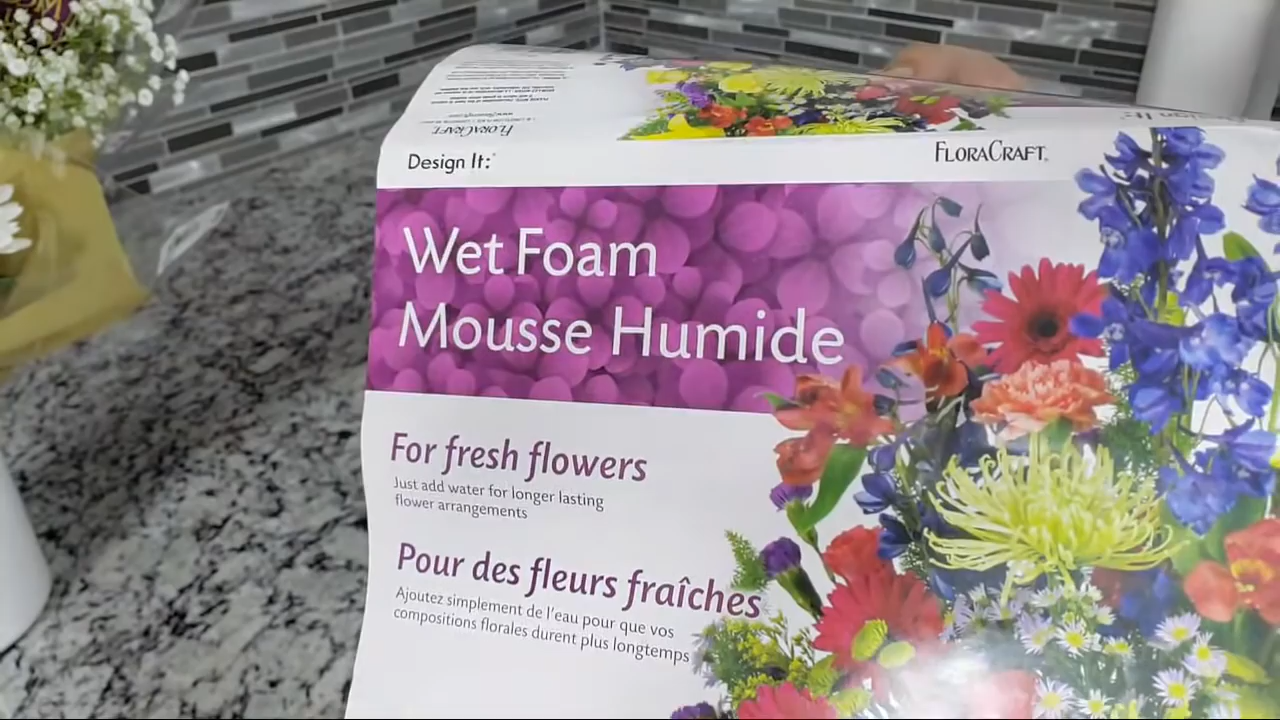 FLORACRAFT
Design It:
FLORACRAFT
Wet Foam
Mousse Humide
For fresh flowers
Just add water for longer lasting
flower arrangements
Pour des fleurs fraîches
Ajoutez simplement de l'eau pour que vos
compositions florales durent plus longtemps